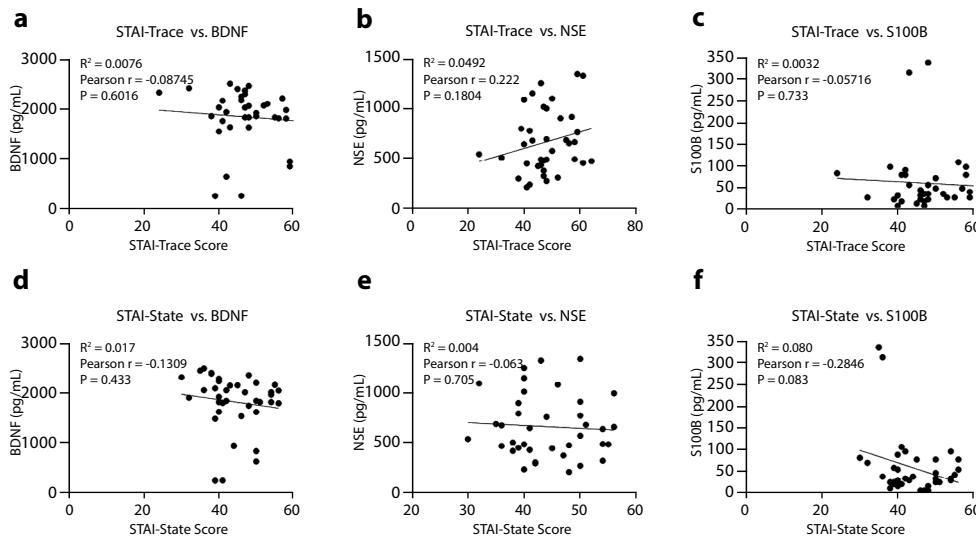 a
STAI-Trace vs. BDNF
R² = 0.0076
Pearson r = -0.08745
P = 0.6016
BDNF (pg/mL)
3000
2000
1000
0
0 20 40 60
STAI-Trace Score
b
STAI-Trace vs. NSE
R² = 0.0492
Pearson r = 0.222
P = 0.1804
NSE (pg/mL)
1500
1000
500
0
0 20 40 60 80
STAI-Trace Score
c
STAI-Trace vs. S100B
R² = 0.0032
Pearson r = -0.05716
P = 0.733
S100B (pg/mL)
350
300
250
200
150
100
50
0
0 20 40 60
STAI-Trace Score
d
STAI-State vs. BDNF
R² = 0.017
Pearson r = -0.1309
P = 0.433
BDNF (pg/mL)
3000
2000
1000
0
0 20 40 60
STAI-State Score
e
STAI-State vs. NSE
R² = 0.004
Pearson r = -0.063
P = 0.705
NSE (pg/mL)
1500
1000
500
0
20 30 40 50 60
STAI-State Score
f
STAI-State vs. S100B
R² = 0.080
Pearson r = -0.2846
P = 0.083
S100B (pg/mL)
350
300
250
200
150
100
50
0
0 20 40 60
STAI-State Score